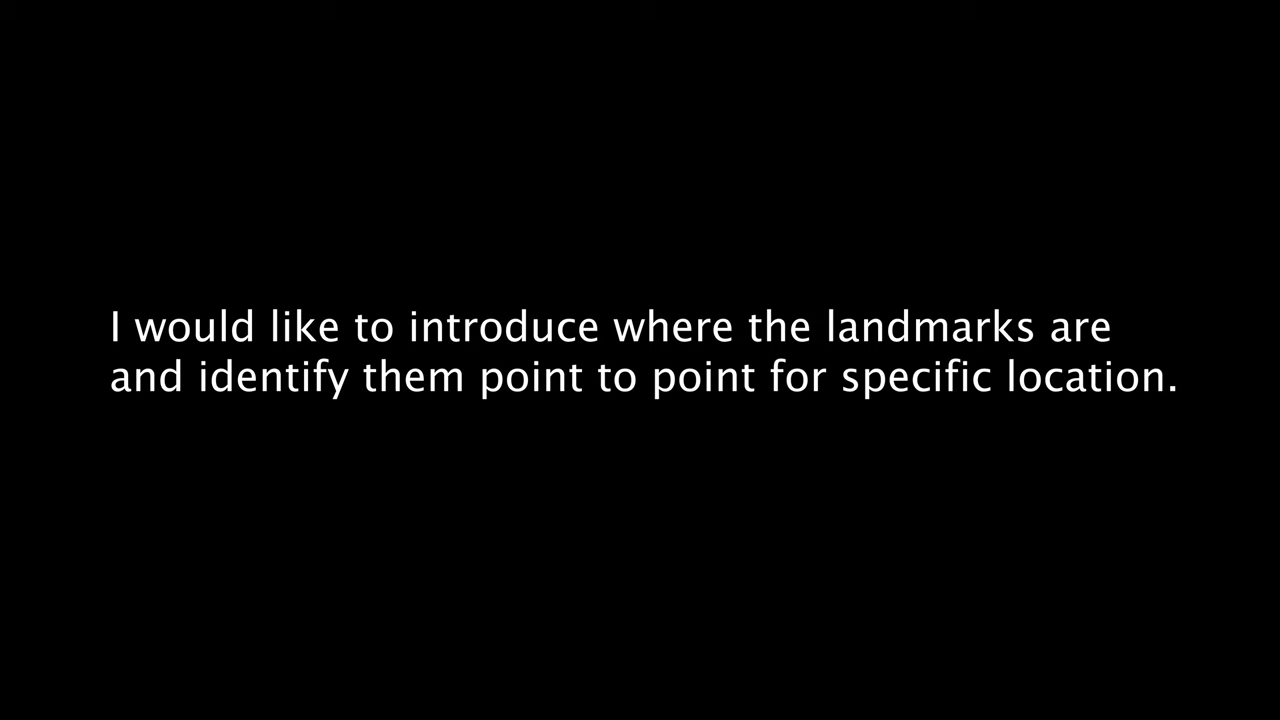 I would like to introduce where the landmarks are
and identify them point to point for specific location.